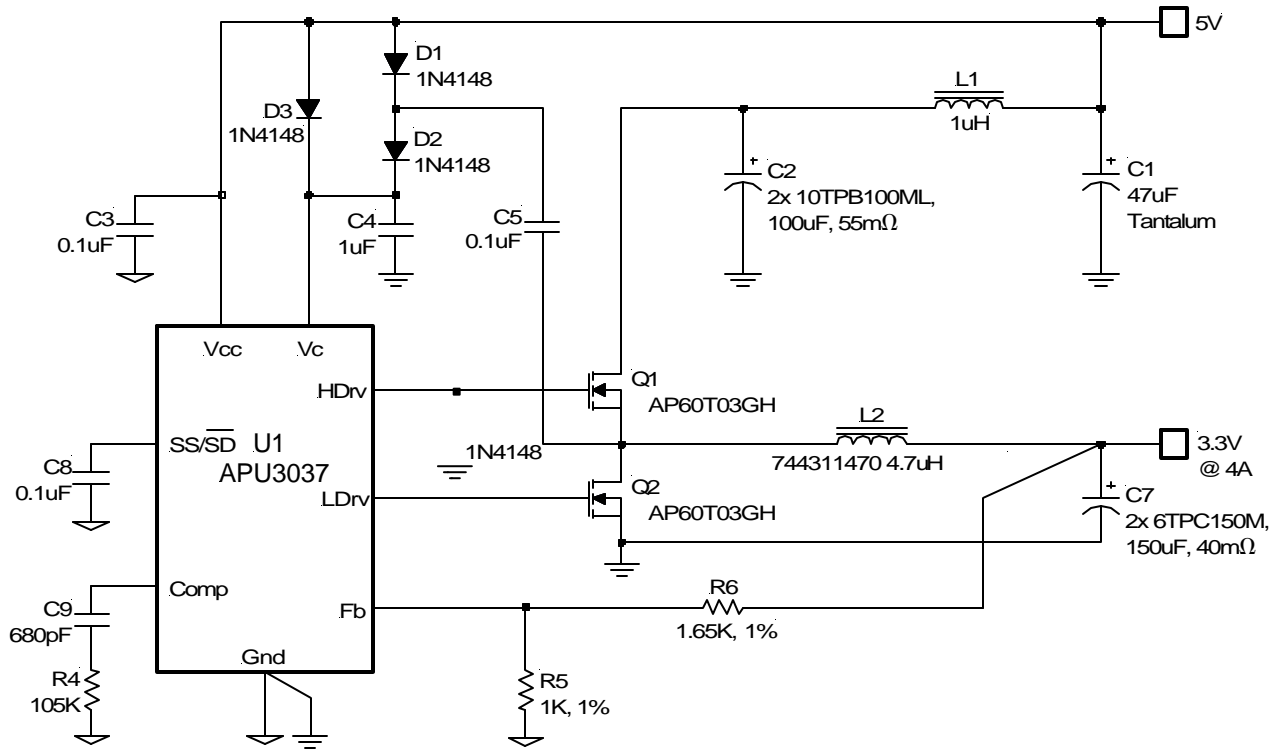 5V
D1
1N4148
L1
1uH
D3
1N4148
D2
1N4148
C2
2x 10TPB100ML,
100uF, 55mΩ
C1
47uF
Tantalum
C3
0.1uF
C4
1uF
C5
0.1uF
Vcc
Vc
HDrv
Q1
AP60T03GH
L2
744311470 4.7uH
3.3V
@ 4A
SS/SD
U1
APU3037
1N4148
C8
0.1uF
LDrv
Q2
AP60T03GH
C7
2x 6TPC150M,
150uF, 40mΩ
Comp
C9
680pF
Fb
R6
1.65K, 1%
Gnd
R4
105K
R5
1K, 1%